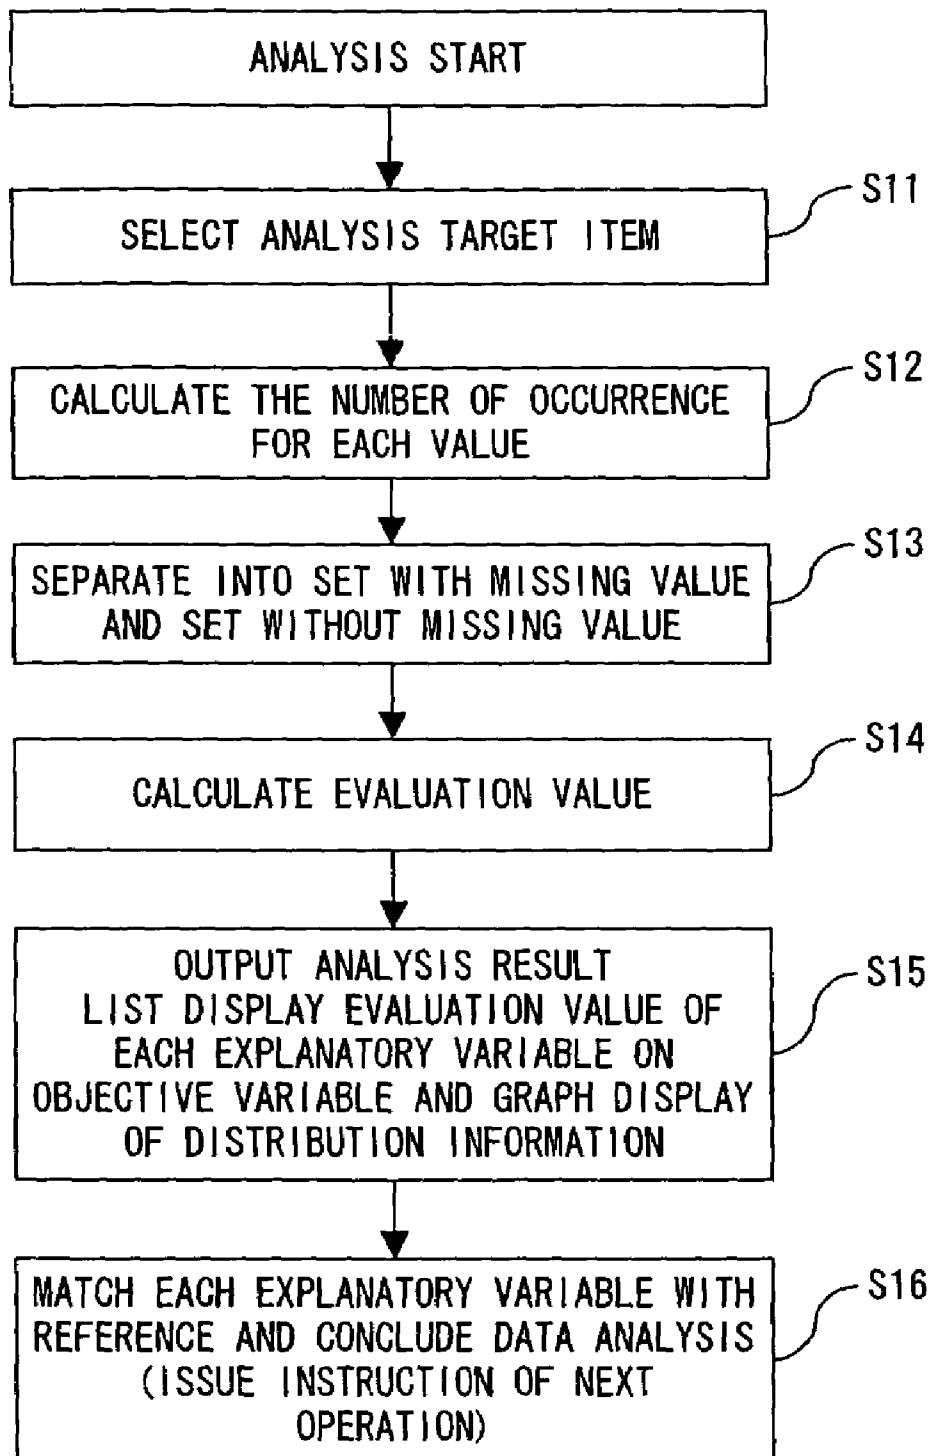 ANALYSIS START
S11
SELECT ANALYSIS TARGET ITEM
S12
CALCULATE THE NUMBER OF OCCURRENCE
FOR EACH VALUE
S13
SEPARATE INTO SET WITH MISSING VALUE
AND SET WITHOUT MISSING VALUE
S14
CALCULATE EVALUATION VALUE
S15
OUTPUT ANALYSIS RESULT
LIST DISPLAY EVALUATION VALUE OF
EACH EXPLANATORY VARIABLE ON
OBJECTIVE VARIABLE AND GRAPH DISPLAY
OF DISTRIBUTION INFORMATION
S16
MATCH EACH EXPLANATORY VARIABLE WITH
REFERENCE AND CONCLUDE DATA ANALYSIS
(ISSUE INSTRUCTION OF NEXT
OPERATION)